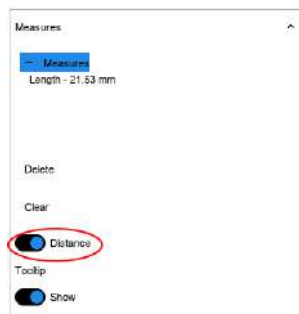 Measures
— Measures
Length - 21.53 mm
Delete
Clear
Distance
Tooltip
Show